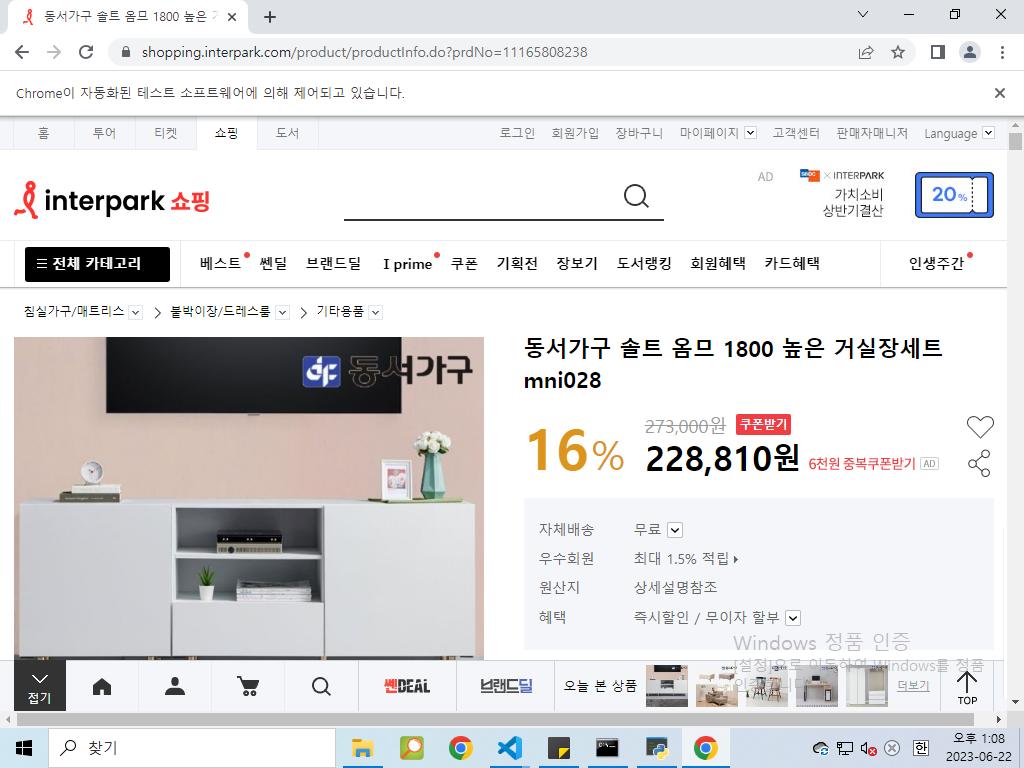 동서가구 솔트 옴므 1800 높은
shopping.interpark.com/product/productInfo.do?prdNo=11165808238
Chrome이 자동화된 테스트 소프트웨어에 의해 제어되고 있습니다.
홈 투어 티켓 쇼핑 도서 로그인 회원가입 장바구니 마이페이지 고객센터 판매자매니저 Language
interpark 쇼핑
AD
× INTERPARK
가치소비
상반기결산
20%
전체 카테고리 베스트 쎈딜 브랜드딜 I prime 쿠폰 기획전 장보기 도서랭킹 회원혜택 카드혜택 인생주간
침실가구/매트리스 > 붙박이장/드레스룸 > 기타용품
동서가구
동서가구 솔트 옴므 1800 높은 거실장세트
mni028
16%
273,000원 쿠폰받기
228,810원 6천원 중복쿠폰받기 AD
자체배송 무료
우수회원 최대 1.5% 적립
원산지 상세설명참조
혜택 즉시할인 / 무이자 할부
Windows 정품 인증
[설정]으로 이동하여 Windows를 정품
접기
쎈DEAL
브랜드딜
오늘 본 상품
더보기
TOP
찾기
한
오후 1:08
2023-06-22